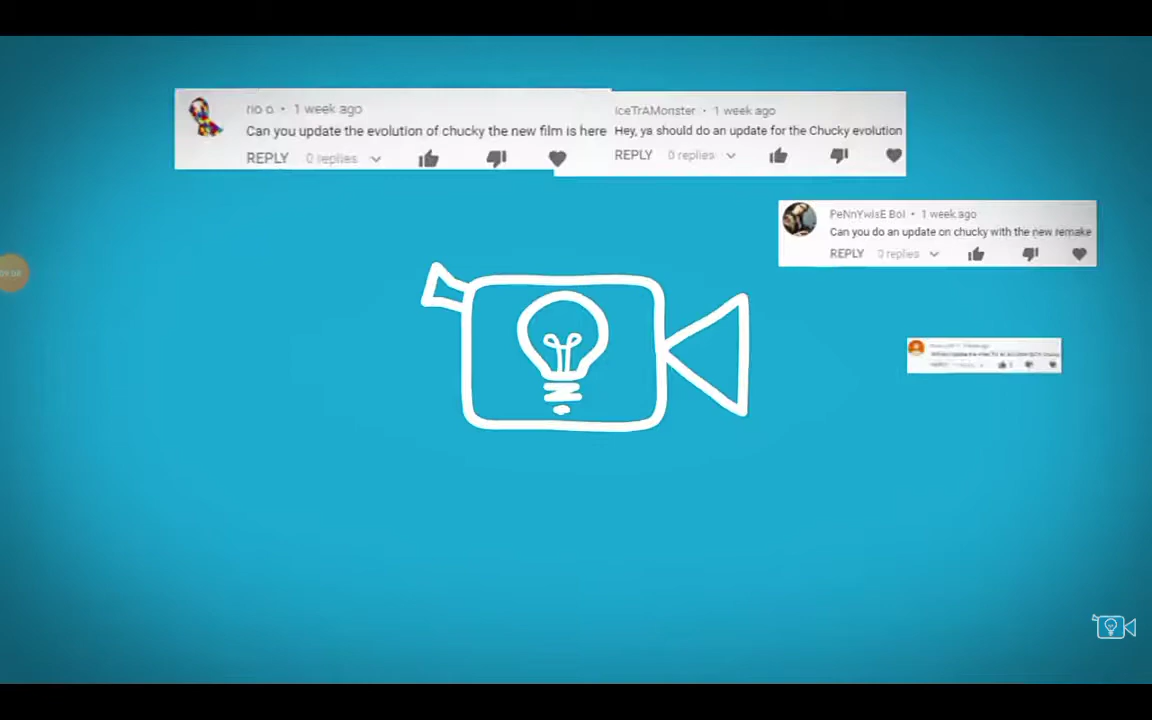 rio o. • 1 week ago
Can you update the evolution of chucky the new film is here
REPLY 0 replies
IceTrAMonster • 1 week ago
Hey, ya should do an update for the Chucky evolution
REPLY 0 replies
PeNnYwIsE BoI • 1 week ago
Can you do an update on chucky with the new remake
REPLY 0 replies